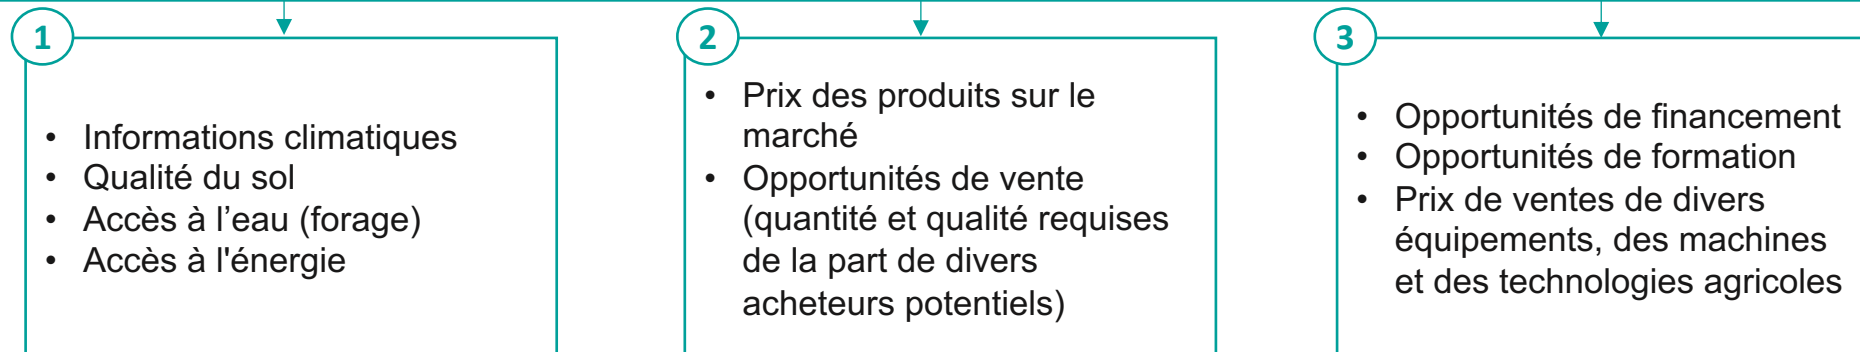 1
• Informations climatiques
• Qualité du sol
• Accès à l’eau (forage)
• Accès à l'énergie
2
• Prix des produits sur le
marché
• Opportunités de vente
(quantité et qualité requises
de la part de divers
acheteurs potentiels)
3
• Opportunités de financement
• Opportunités de formation
• Prix de ventes de divers
équipements, des machines
et des technologies agricoles